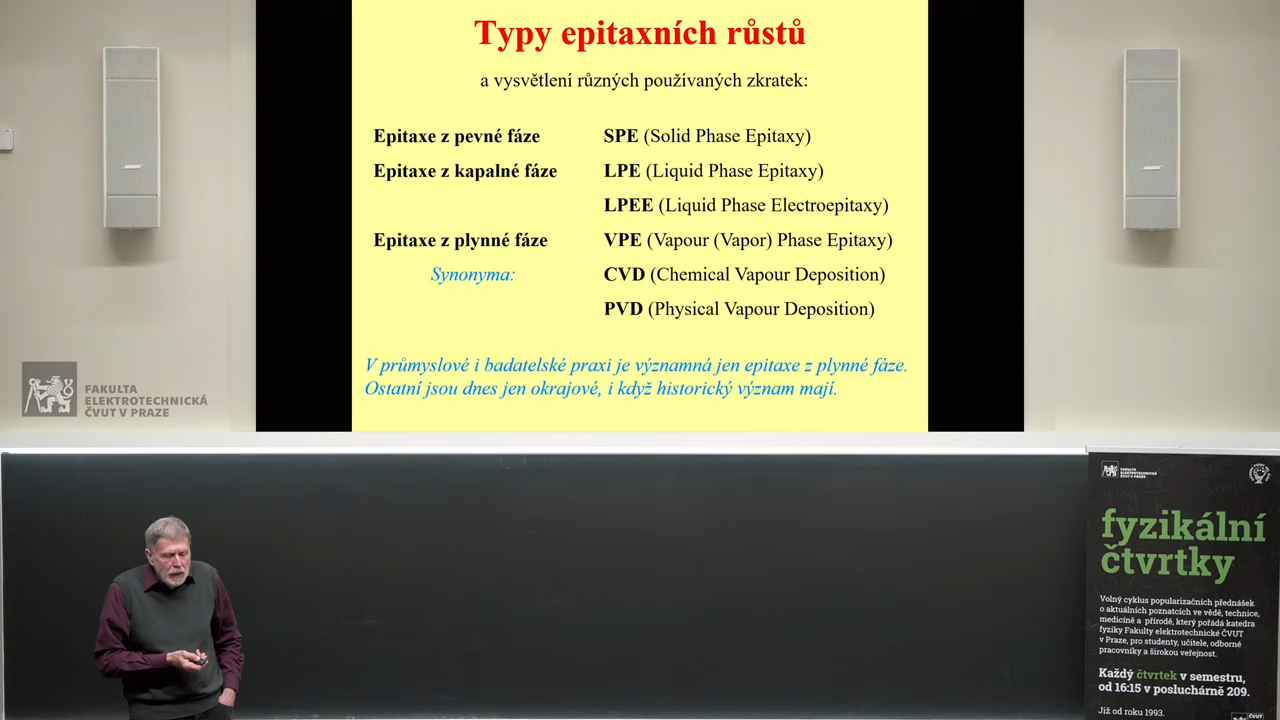 Typy epitaxních růstů
a vysvětlení různých používaných zkratek:
Epitaxe z pevné fáze SPE (Solid Phase Epitaxy)
Epitaxe z kapalné fáze LPE (Liquid Phase Epitaxy)
LPEE (Liquid Phase Electroepitaxy)
Epitaxe z plynné fáze VPE (Vapour (Vapor) Phase Epitaxy)
Synonyma: CVD (Chemical Vapour Deposition)
PVD (Physical Vapour Deposition)
V průmyslové i badatelské praxi je významná jen epitaxe z plynné fáze.
Ostatní jsou dnes jen okrajové, i když historický význam mají.
FAKULTA
ELEKTROTECHNICKÁ
ČVUT V PRAZE
FAKULTA
ELEKTROTECHNICKÁ
ČVUT V PRAZE
fyzikální
čtvrtky
Volný cyklus popularizačních přednášek
o aktuálních poznatcích ve vědě, technice,
medicíně a přírodě, který pořádá katedra
fyziky Fakulty elektrotechnické ČVUT
v Praze, pro studenty, učitele, odborné
pracovníky a širokou veřejnost.
Každý čtvrtek v semestru,
od 16:15 v posluchárně 209.
Již od roku 1993.
ČVUT